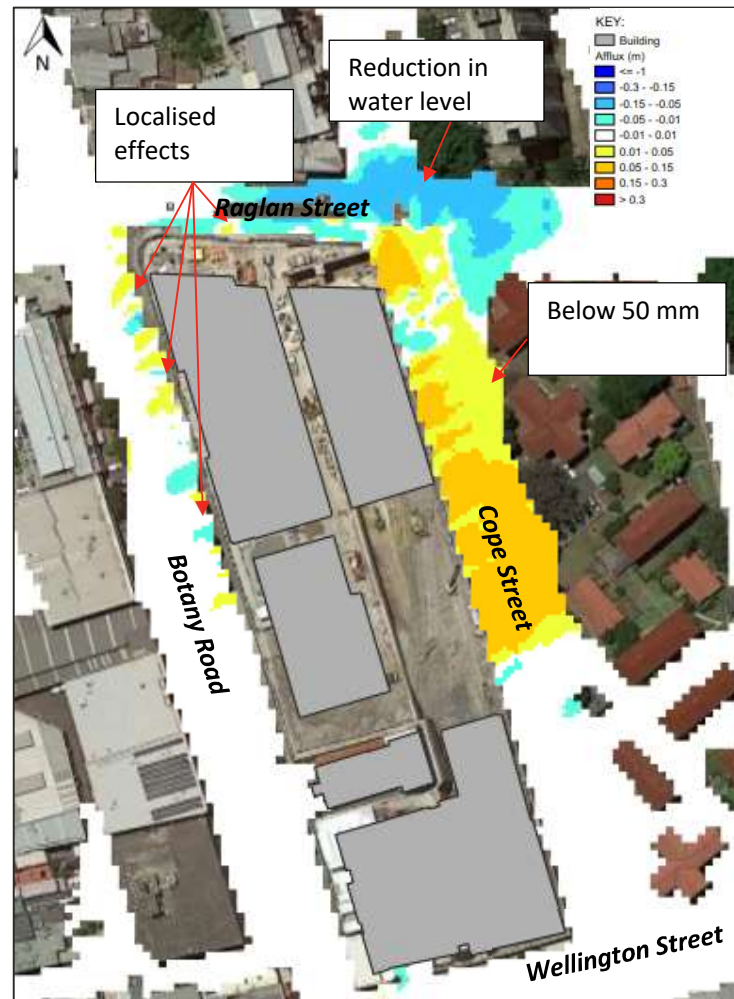 KEY:
Building
Afflux (m)
<= -1
-0.3 - -0.15
-0.15 - -0.05
-0.05 - -0.01
-0.01 - 0.01
0.01 - 0.05
0.05 - 0.15
0.15 - 0.3
> 0.3
N
Reduction in
water level
Localised
effects
Raglan Street
Below 50 mm
Cope Street
Botany Road
Wellington Street